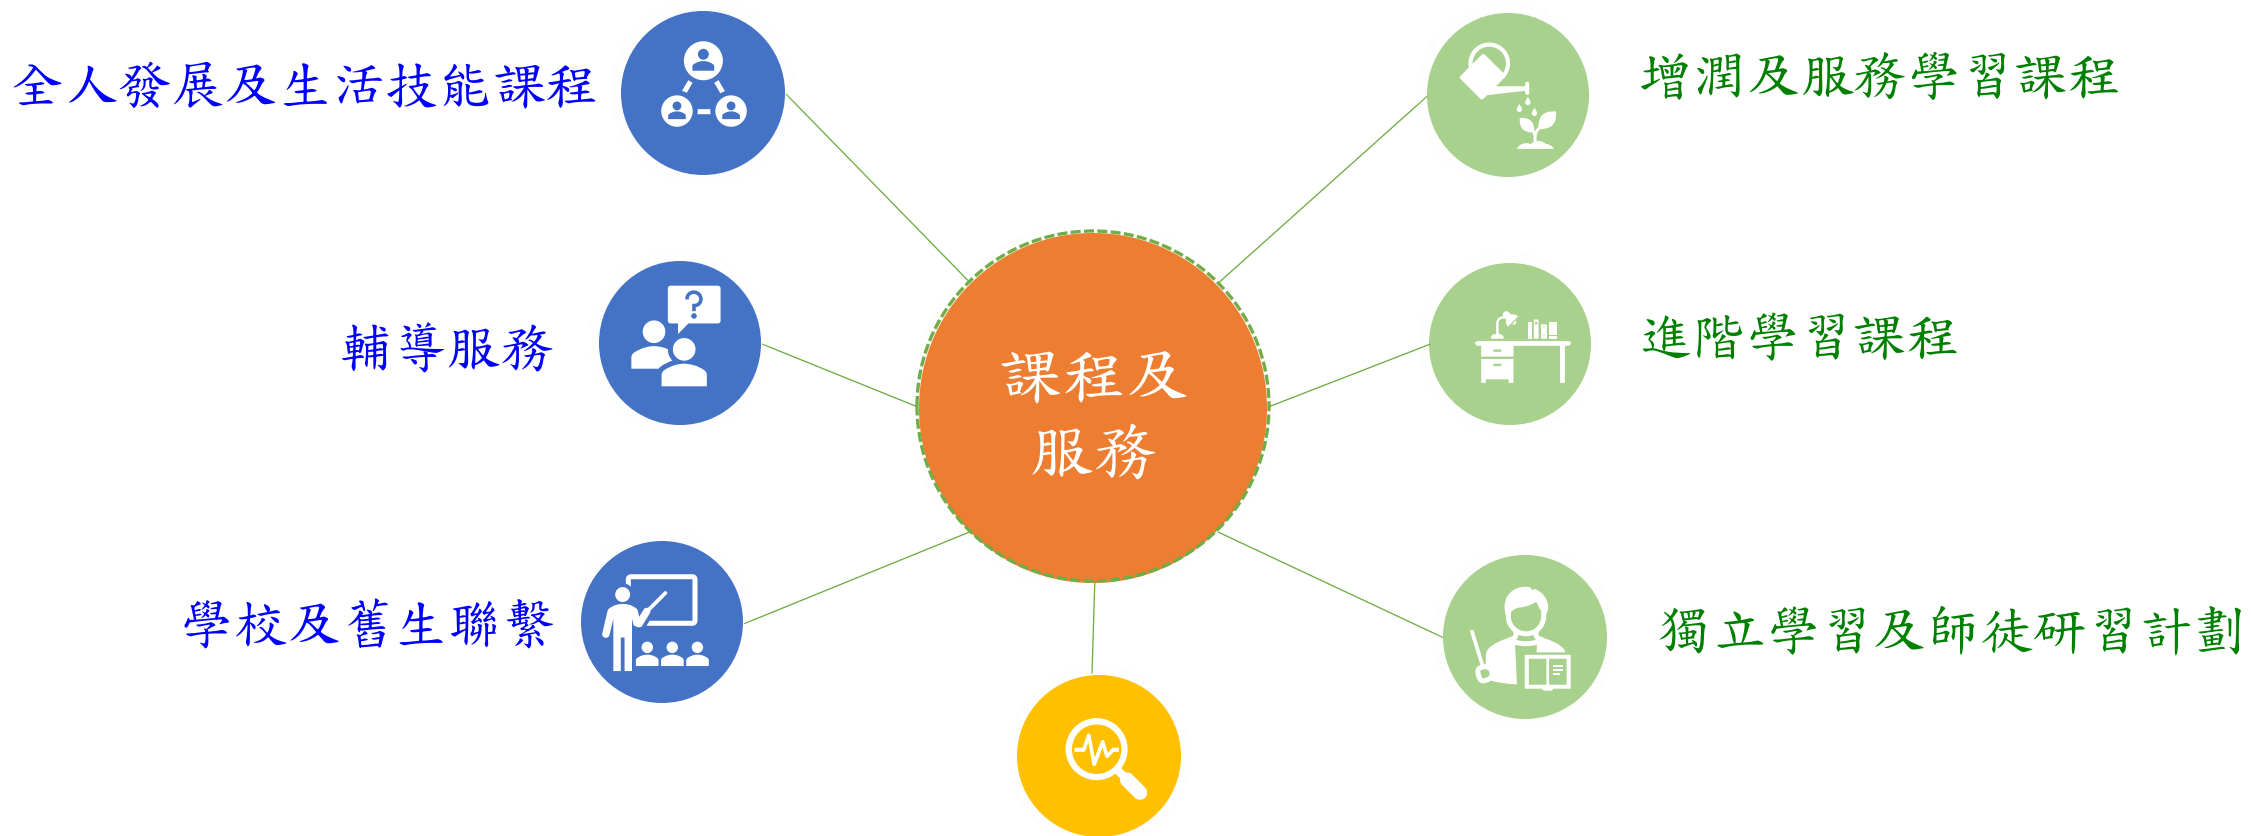 全人發展及生活技能課程
增潤及服務學習課程
輔導服務
進階學習課程
課程及
服務
學校及舊生聯繫
獨立學習及師徒研習計劃
?